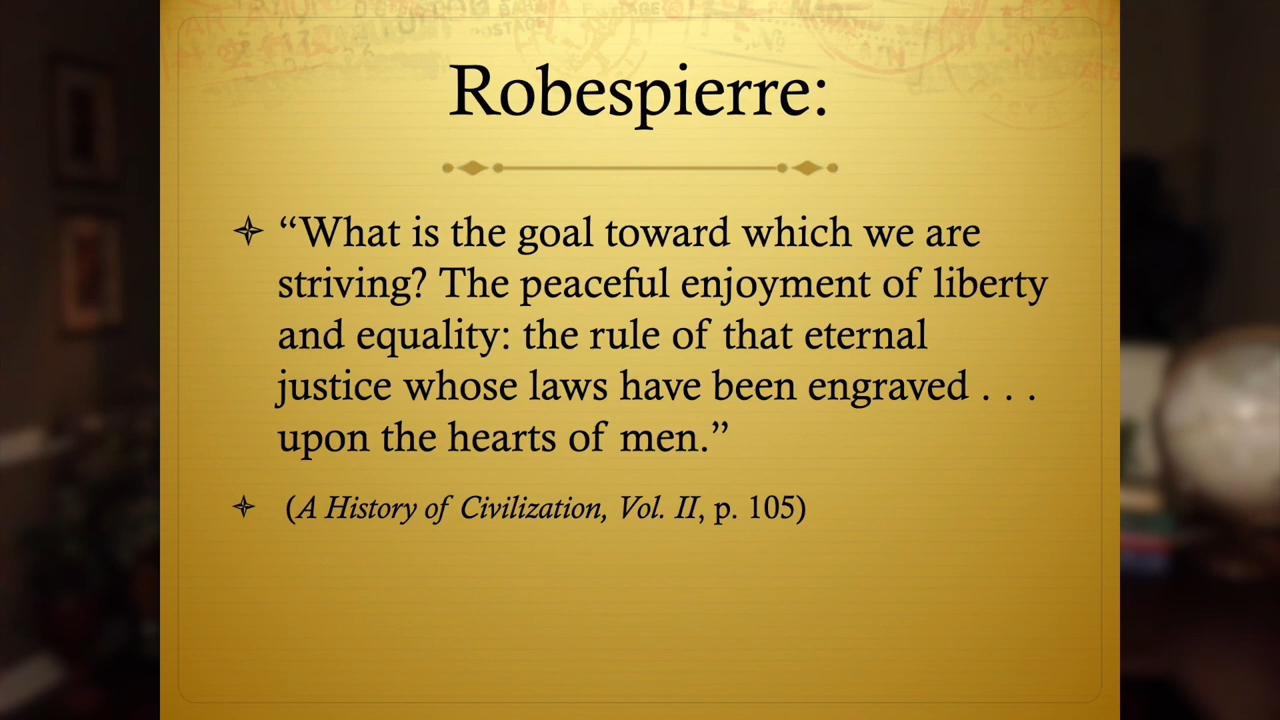 Robespierre:
“What is the goal toward which we are
striving? The peaceful enjoyment of liberty
and equality: the rule of that eternal
justice whose laws have been engraved . . .
upon the hearts of men.”
(A History of Civilization, Vol. II, p. 105)